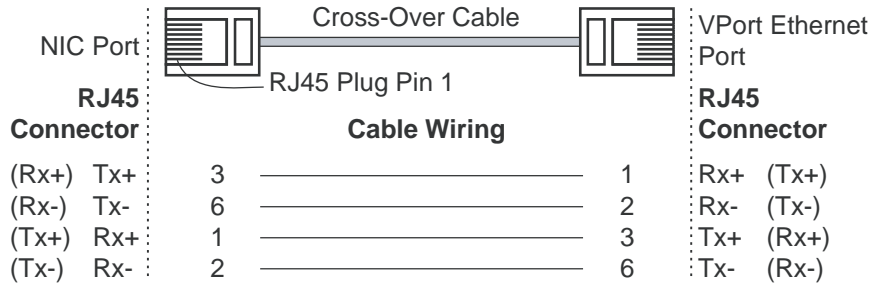 Cross-Over Cable
NIC Port
VPort Ethernet
Port
RJ45 Plug Pin 1
RJ45
Connector
Cable Wiring
RJ45
Connector
(Rx+) Tx+ 3 1 Rx+ (Tx+)
(Rx-) Tx- 6 2 Rx- (Tx-)
(Tx+) Rx+ 1 3 Tx+ (Rx+)
(Tx-) Rx- 2 6 Tx- (Rx-)